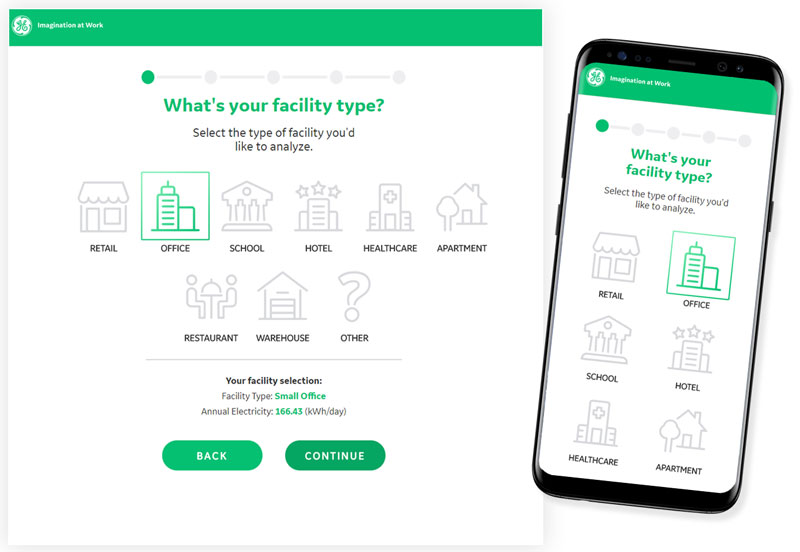 Imagination at Work
What's your facility type?
Select the type of facility you'd
like to analyze.
RETAIL
OFFICE
SCHOOL
HOTEL
HEALTHCARE
APARTMENT
RESTAURANT
WAREHOUSE
OTHER
Your facility selection:
Facility Type: Small Office
Annual Electricity: 166.43 (kWh/day)
BACK
CONTINUE
Imagination at Work
What's your
facility type?
Select the type of facility you'd
like to analyze.
RETAIL
OFFICE
SCHOOL
HOTEL
HEALTHCARE
APARTMENT